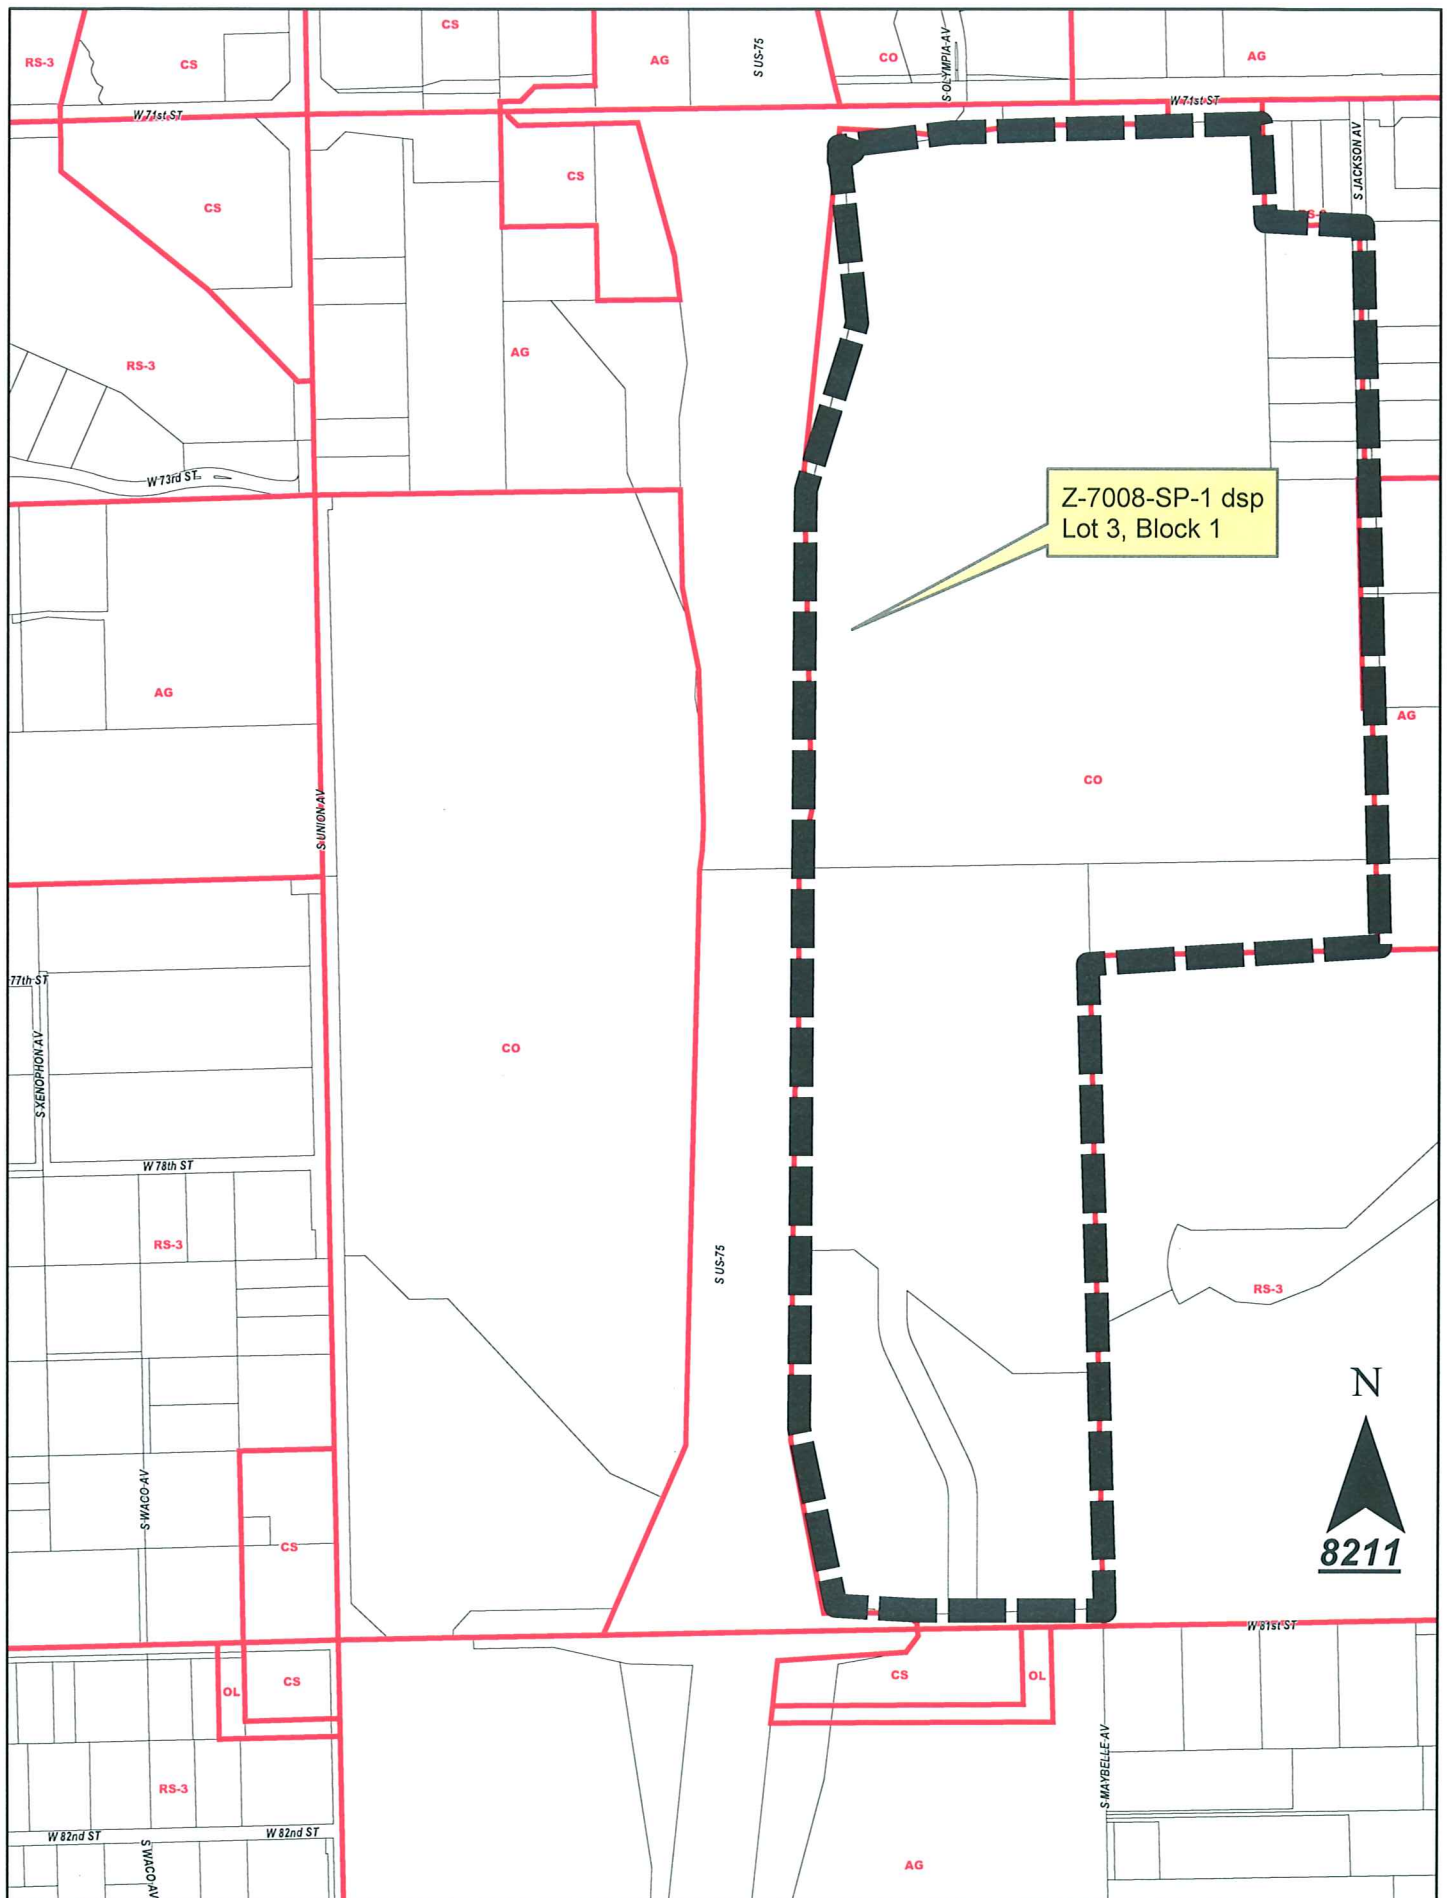 CS
RS-3
CS
AG
S US-75
CO
S OLYMPIA AV
AG
W 71st ST
W 71st ST
S JACKSON AV
CS
CS
RS-3
AG
W 73rd ST
Z-7008-SP-1 dsp
Lot 3, Block 1
AG
AG
CO
S UNION AV
77th ST
S XENOPHON AV
CO
W 78th ST
RS-3
S US-75
RS-3
N
8211
S WACO AV
CS
W 81st ST
OL
CS
CS
OL
S MAYBELLE AV
RS-3
W 82nd ST
W 82nd ST
S WACO AV
AG